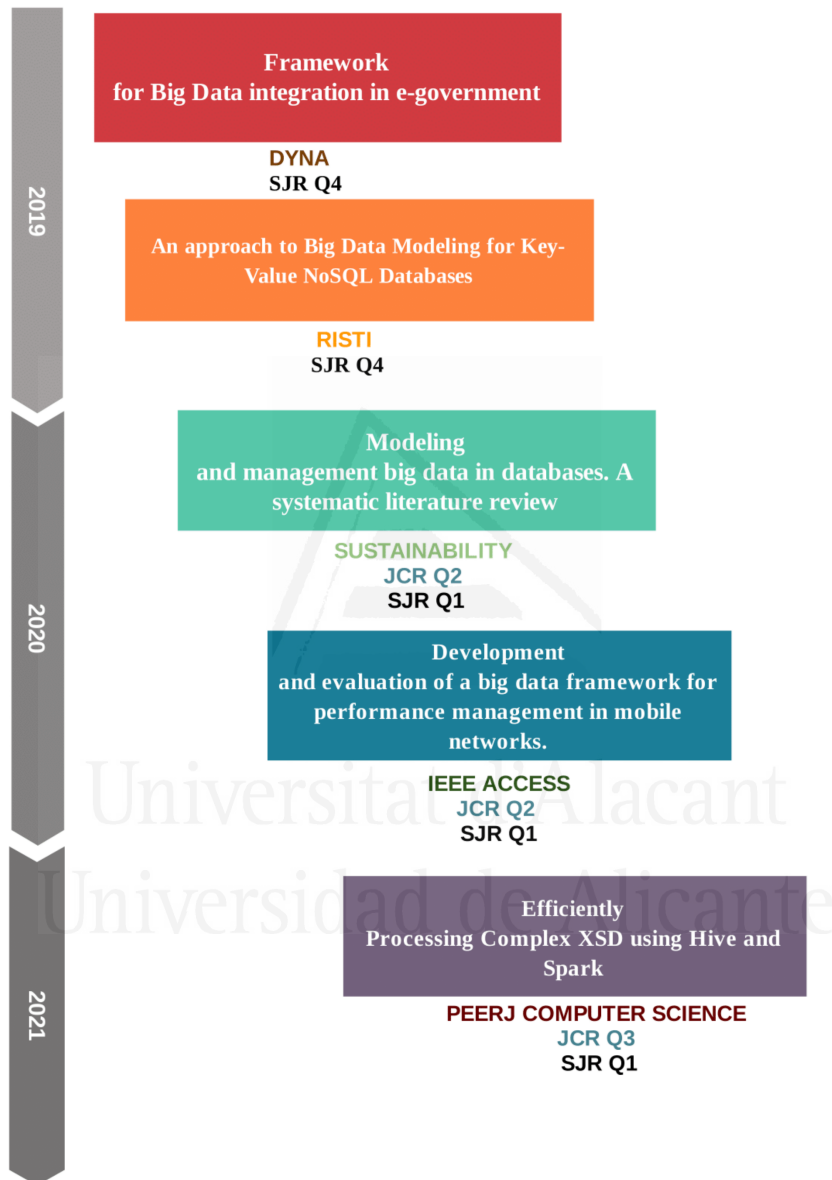 Framework
for Big Data integration in e-government
DYNA
SJR Q4
2019
An approach to Big Data Modeling for Key-
Value NoSQL Databases
RISTI
SJR Q4
Modeling
and management big data in databases. A
systematic literature review
SUSTAINABILITY
JCR Q2
SJR Q1
2020
Development
and evaluation of a big data framework for
performance management in mobile
networks.
Universitat d'Alacant
IEEE ACCESS
JCR Q2
SJR Q1
Universidad de Alicante
Efficiently
Processing Complex XSD using Hive and
Spark
2021
PEERJ COMPUTER SCIENCE
JCR Q3
SJR Q1